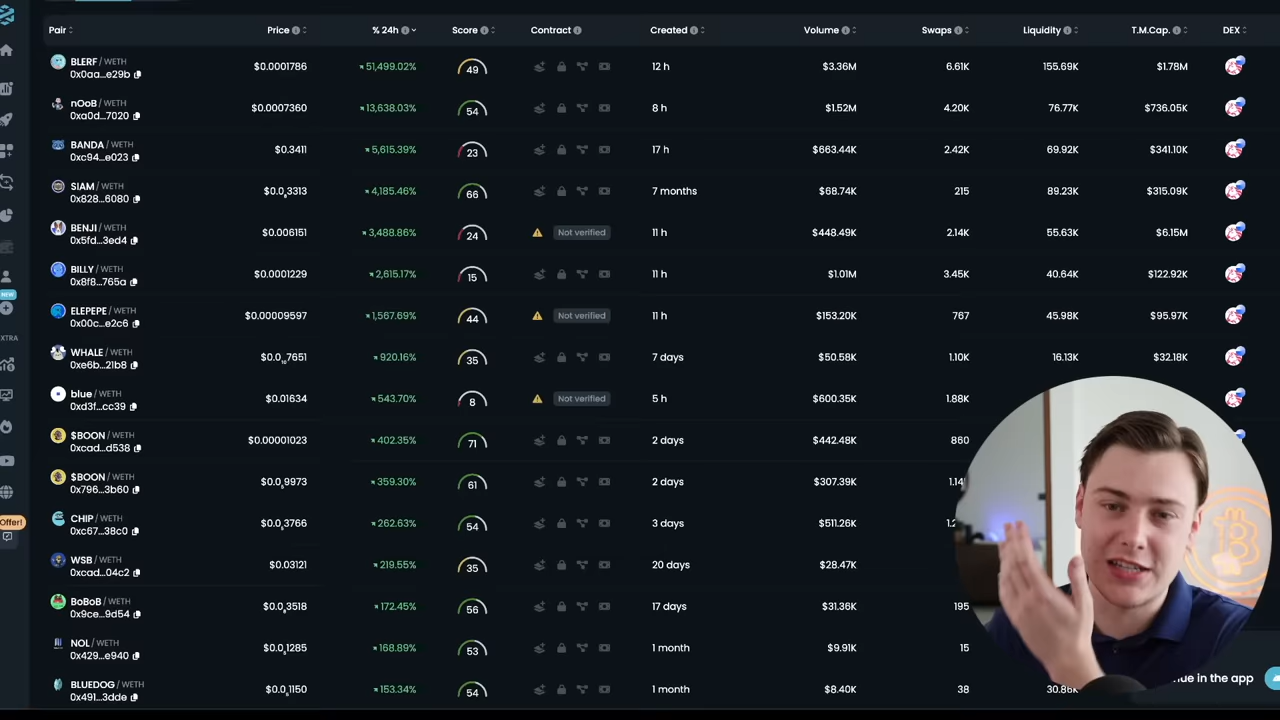 Pair Price % 24h Score Contract Created Volume Swaps Liquidity T.M.Cap. DEX
BLERF / WETH
0x0aa...e29b $0.0001786 51,499.02% 49 12 h $3.36M 6.61K 155.69K $1.78M
nOoB / WETH
0xa0d...7020 $0.0007360 13,638.03% 54 8 h $1.52M 4.20K 76.77K $736.05K
BANDA / WETH
0xc94...e023 $0.3411 5,615.39% 23 17 h $663.44K 2.42K 69.92K $341.10K
SIAM / WETH
0x828...6080 4,185.46% 66 7 months $68.74K 215 89.23K $315.09K
BENJI / WETH
0x5fd...3ed4 $0.006151 3,488.86% 24 Not verified 11 h $448.49K 2.14K 55.63K $6.15M
BILLY / WETH
0x8f8...765a $0.0001229 2,615.17% 15 11 h $1.01M 3.45K 40.64K $122.92K
NEW
ELEPEPE / WETH
0x00c...e2c6 $0.00009597 1,567.69% 44 Not verified 11 h $153.20K 767 45.98K $95.97K
XTRA
WHALE / WETH
0xe6b...21b8 $0.0₁₀7651 920.16% 35 7 days $50.58K 1.10K 16.13K $32.18K
blue / WETH
0xd3f...cc39 $0.01634 543.70% 8 Not verified 5 h $600.35K 1.88K
$BOON / WETH
0xcad...d538 $0.00001023 402.35% 71 2 days $442.48K 860
$BOON / WETH
0x796...3b60 359.30% 61 2 days $307.39K 1.14
CHIP / WETH
0xc67...38c0 262.63% 54 3 days $511.26K
Offer!
WSB / WETH
0xcad...04c2 $0.03121 219.55% 35 20 days $28.47K
BoBoB / WETH
0x9ce...9d54 172.45% 56 17 days $31.36K 195
NOL / WETH
0x429...e940 168.89% 53 1 month $9.91K 15
BLUEDOG / WETH
0x491...3dde 153.34% 54 1 month $8.40K 38 30.86K
nue in the app